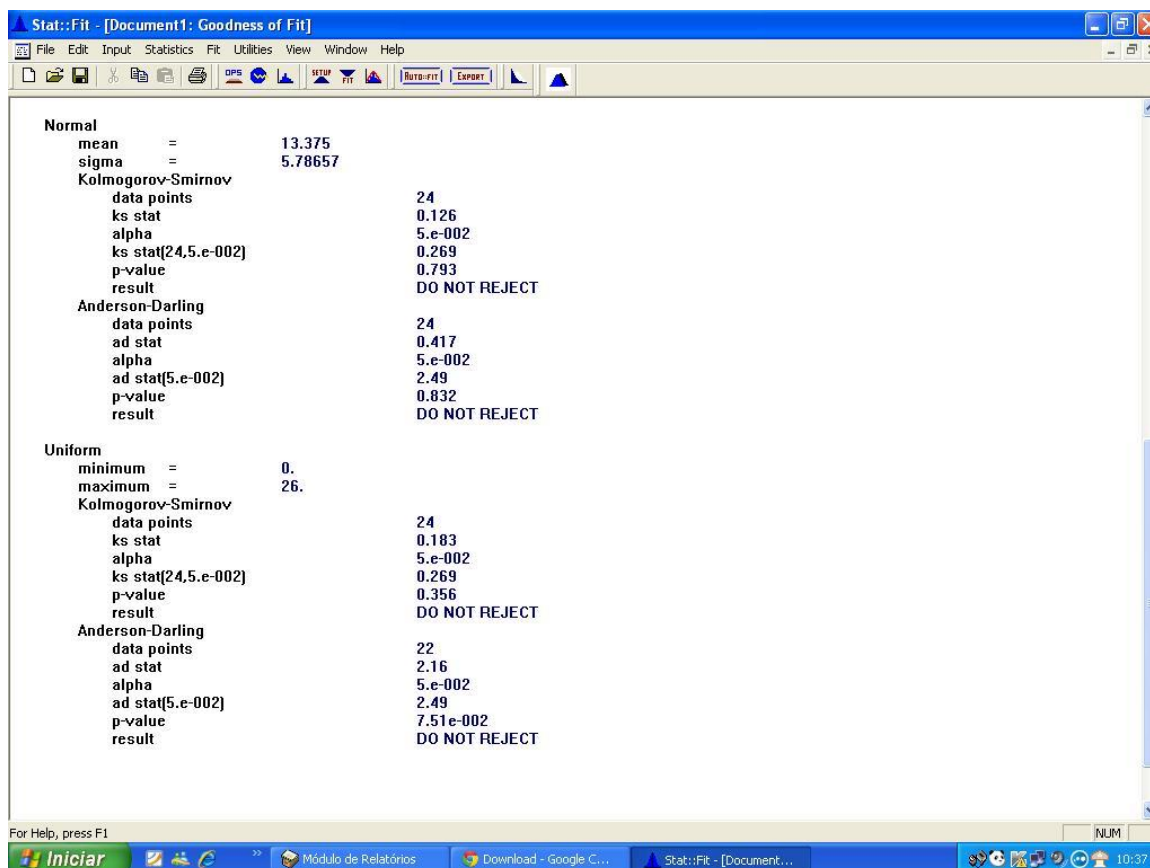 Stat::Fit - [Document1: Goodness of Fit]
File Edit Input Statistics Fit Utilities View Window Help
DPS SETUP FIT AUTO::FIT EXPORT
Normal
mean = 13.375
sigma = 5.78657
Kolmogorov-Smirnov
data points 24
ks stat 0.126
alpha 5.e-002
ks stat(24,5.e-002) 0.269
p-value 0.793
result DO NOT REJECT
Anderson-Darling
data points 24
ad stat 0.417
alpha 5.e-002
ad stat(5.e-002) 2.49
p-value 0.832
result DO NOT REJECT
Uniform
minimum = 0.
maximum = 26.
Kolmogorov-Smirnov
data points 24
ks stat 0.183
alpha 5.e-002
ks stat(24,5.e-002) 0.269
p-value 0.356
result DO NOT REJECT
Anderson-Darling
data points 22
ad stat 2.16
alpha 5.e-002
ad stat(5.e-002) 2.49
p-value 7.51e-002
result DO NOT REJECT
For Help, press F1 NUM
Iniciar » Módulo de Relatórios Download - Google C... Stat::Fit - [Document... 10:37